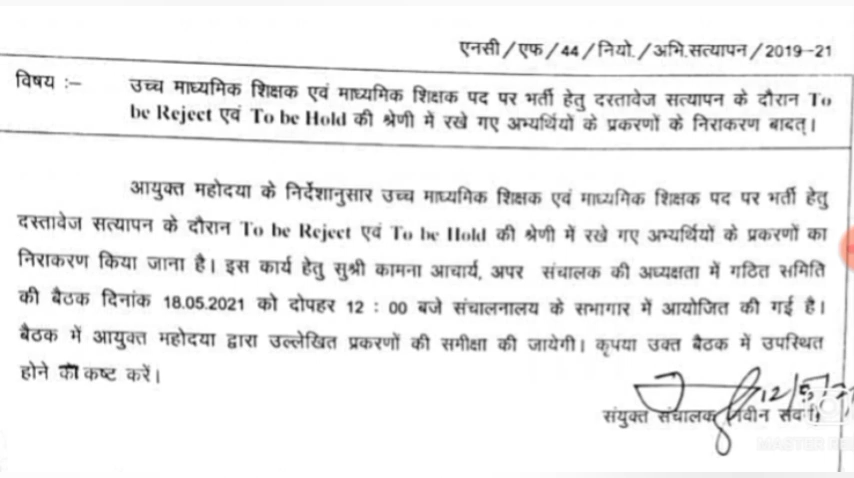 एनसी/एफ/44/नियो./अभि.सत्यापन/2019-21
विषय :– उच्च माध्यमिक शिक्षक एवं माध्यमिक शिक्षक पद पर भर्ती हेतु दस्तावेज सत्यापन के दौरान To
be Reject एवं To be Hold की श्रेणी में रखे गए अभ्यर्थियों के प्रकरणों के निराकरण बादत्।
आयुक्त महोदया के निर्देशानुसार उच्च माध्यमिक शिक्षक एवं माध्यमिक शिक्षक पद पर भर्ती हेतु
दस्तावेज सत्यापन के दौरान To be Reject एवं To be Hold की श्रेणी में रखे गए अभ्यर्थियों के प्रकरणों का
निराकरण किया जाना है। इस कार्य हेतु सुश्री कामना आचार्य, अपर संचालक की अध्यक्षता में गठित समिति
की बैठक दिनांक 18.05.2021 को दोपहर 12 : 00 बजे संचालनालय के सभागार में आयोजित की गई है।
बैठक में आयुक्त महोदया द्वारा उल्लेखित प्रकरणों की समीक्षा की जायेगी। कृपया उक्त बैठक में उपस्थित
होने का कष्ट करें।
12/5/21
संयुक्त संचालक
MASTER